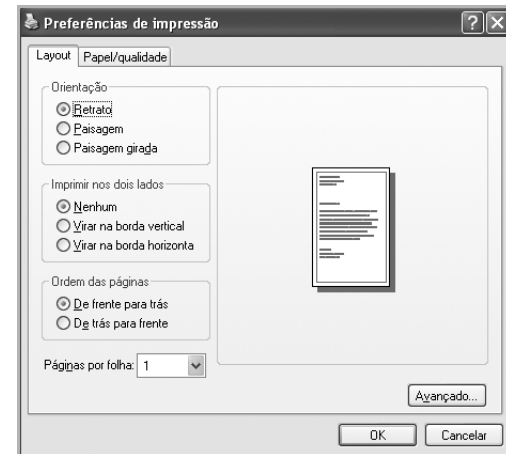 Preferências de impressão
Layout Papel/qualidade
Orientação
Retrato
Paisagem
Paisagem girada
Imprimir nos dois lados
Nenhum
Virar na borda vertical
Virar na borda horizonta
Ordem das páginas
De frente para trás
De trás para frente
Páginas por folha: 1
Avançado...
OK Cancelar